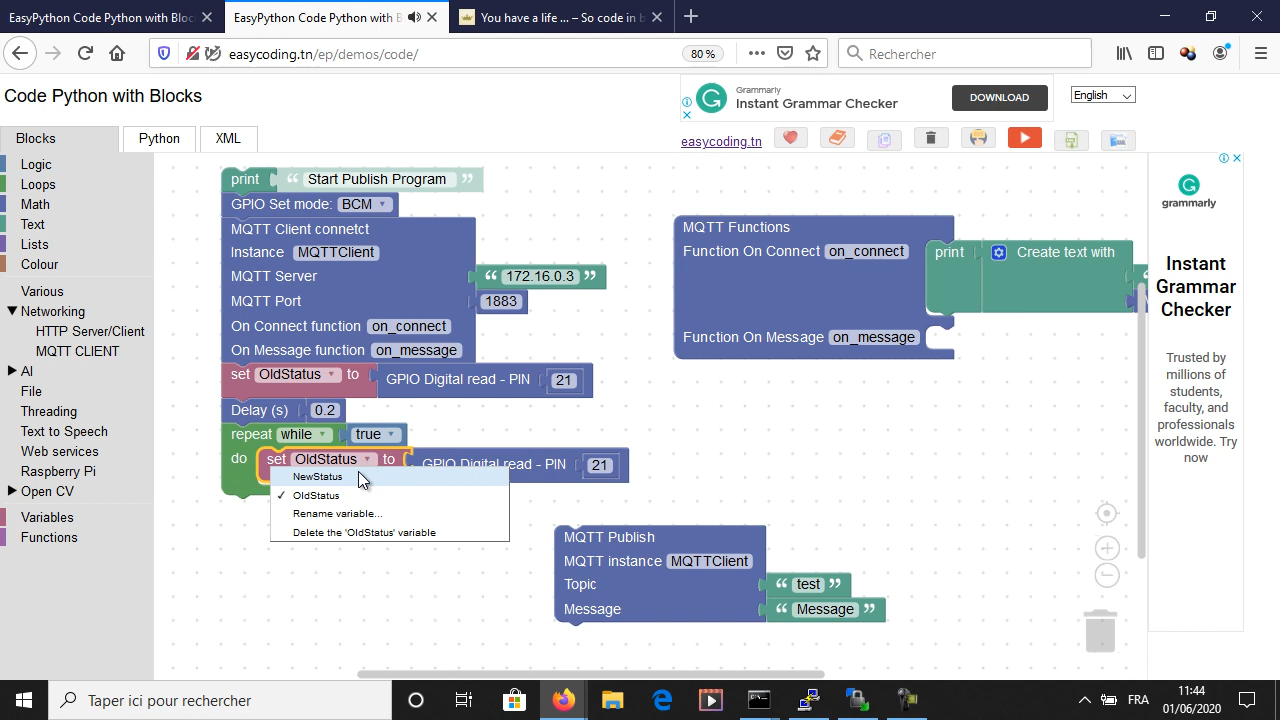 EasyPython Code Python with Block
EasyPython Code Python with B
You have a life ... – So code in b
easycoding.tn/ep/demos/code/
80 %
Rechercher
Code Python with Blocks
Grammarly
Instant Grammar Checker
DOWNLOAD
English
Blocks
Python
XML
easycoding.tn
Logic
Loops
Math
Text
Lists
Colour
Various
Networking
HTTP Server/Client
MQTT CLIENT
AI
File
Threading
Text to Speech
Web services
Raspberry Pi
Open CV
Variables
Functions
print “ Start Publish Program ”
GPIO Set mode: BCM
MQTT Client connetct
Instance MQTTClient
MQTT Server “ 172.16.0.3 ”
MQTT Port 1883
On Connect function on_connect
On Message function on_message
set OldStatus to GPIO Digital read - PIN 21
Delay (s) 0.2
repeat while true
do set OldStatus to GPIO Digital read - PIN 21
NewStatus
✓ OldStatus
Rename variable...
Delete the 'OldStatus' variable
MQTT Functions
Function On Connect on_connect print Create text with
Function On Message on_message
MQTT Publish
MQTT instance MQTTClient
Topic “ test ”
Message “ Message ”
grammarly
Instant
Grammar
Checker
Trusted by
millions of
students,
faculty, and
professionals
worldwide. Try
now
Taper ici pour rechercher
FRA
11:44
01/06/2020